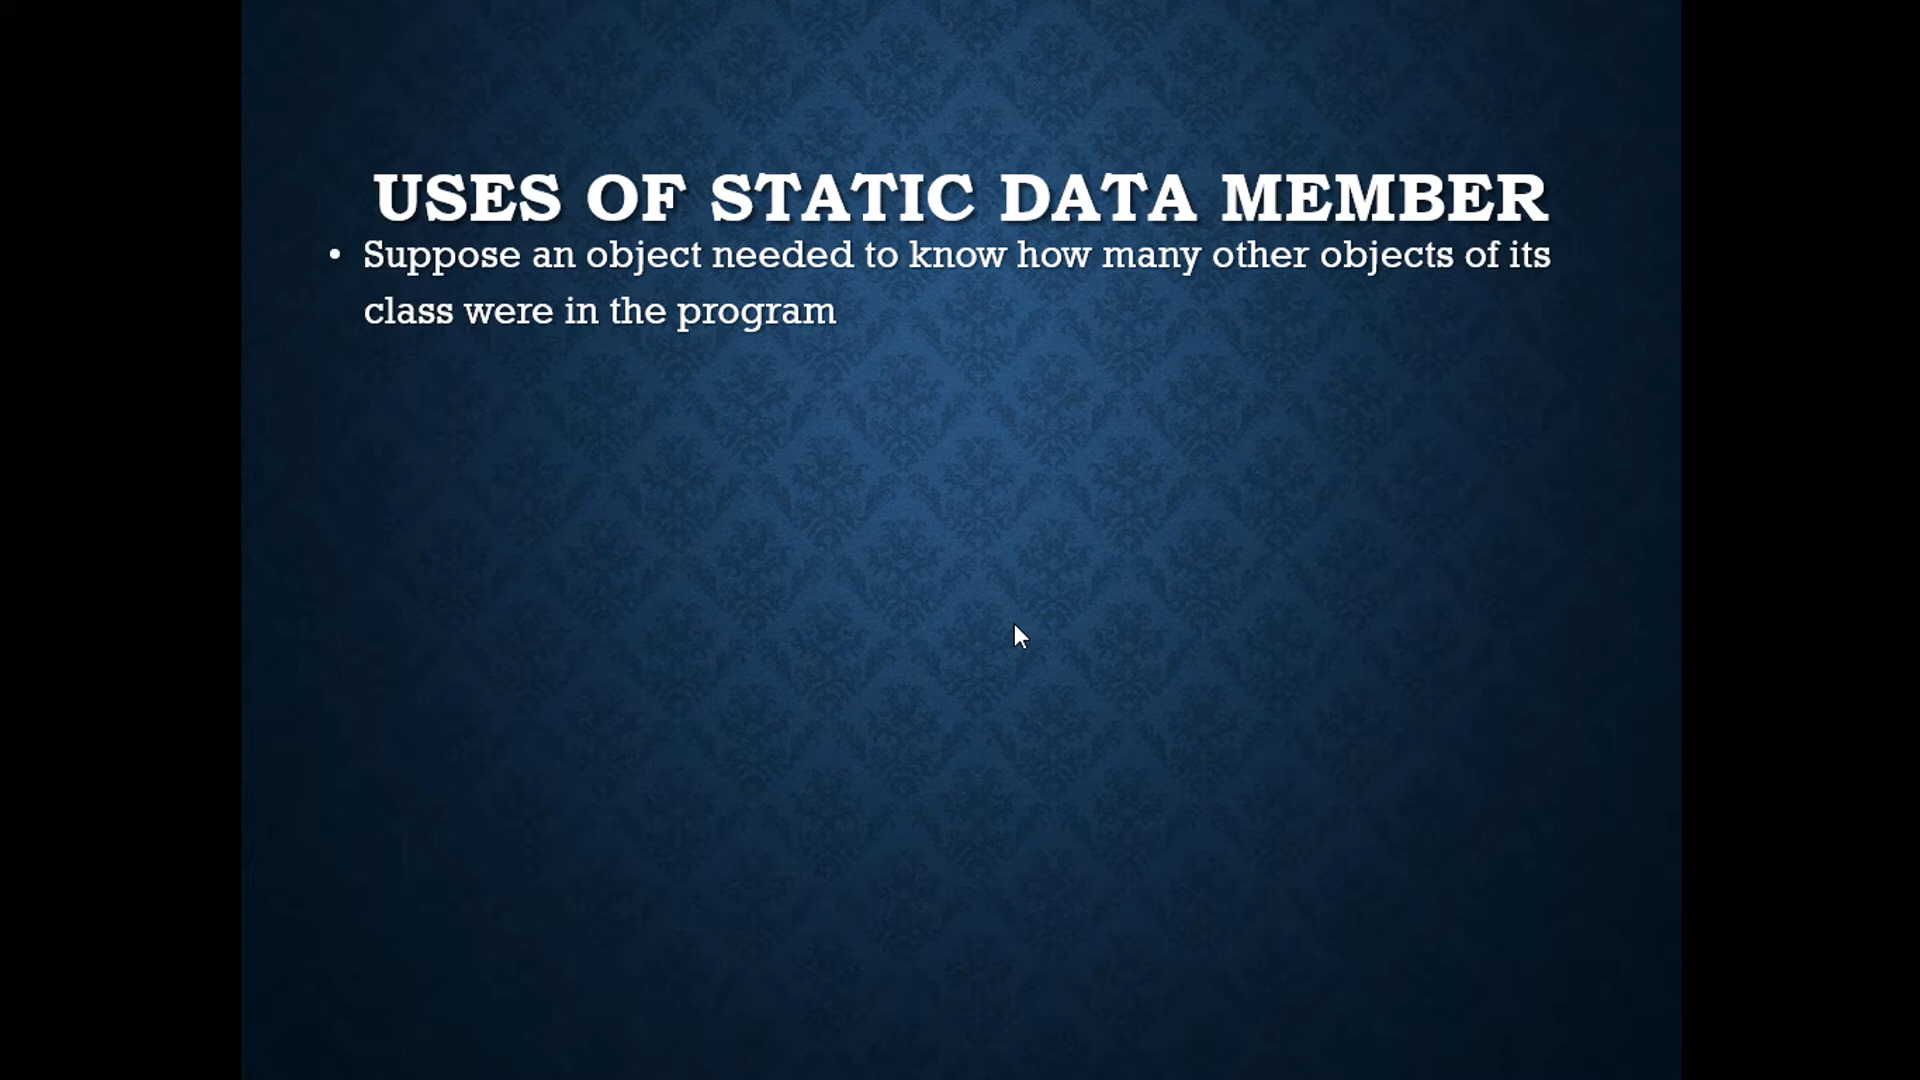 USES OF STATIC DATA MEMBER
• Suppose an object needed to know how many other objects of its
class were in the program